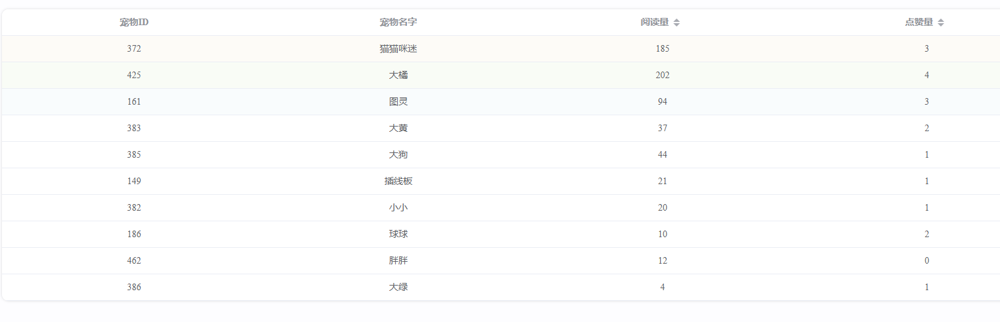 宠物ID 宠物名字 阅读量 点赞量
372 猫猫咪迷 185 3
425 大橘 202 4
161 图灵 94 3
383 大黄 37 2
385 大狗 44 1
149 插线板 21 1
382 小小 20 1
186 球球 10 2
462 胖胖 12 0
386 大绿 4 1